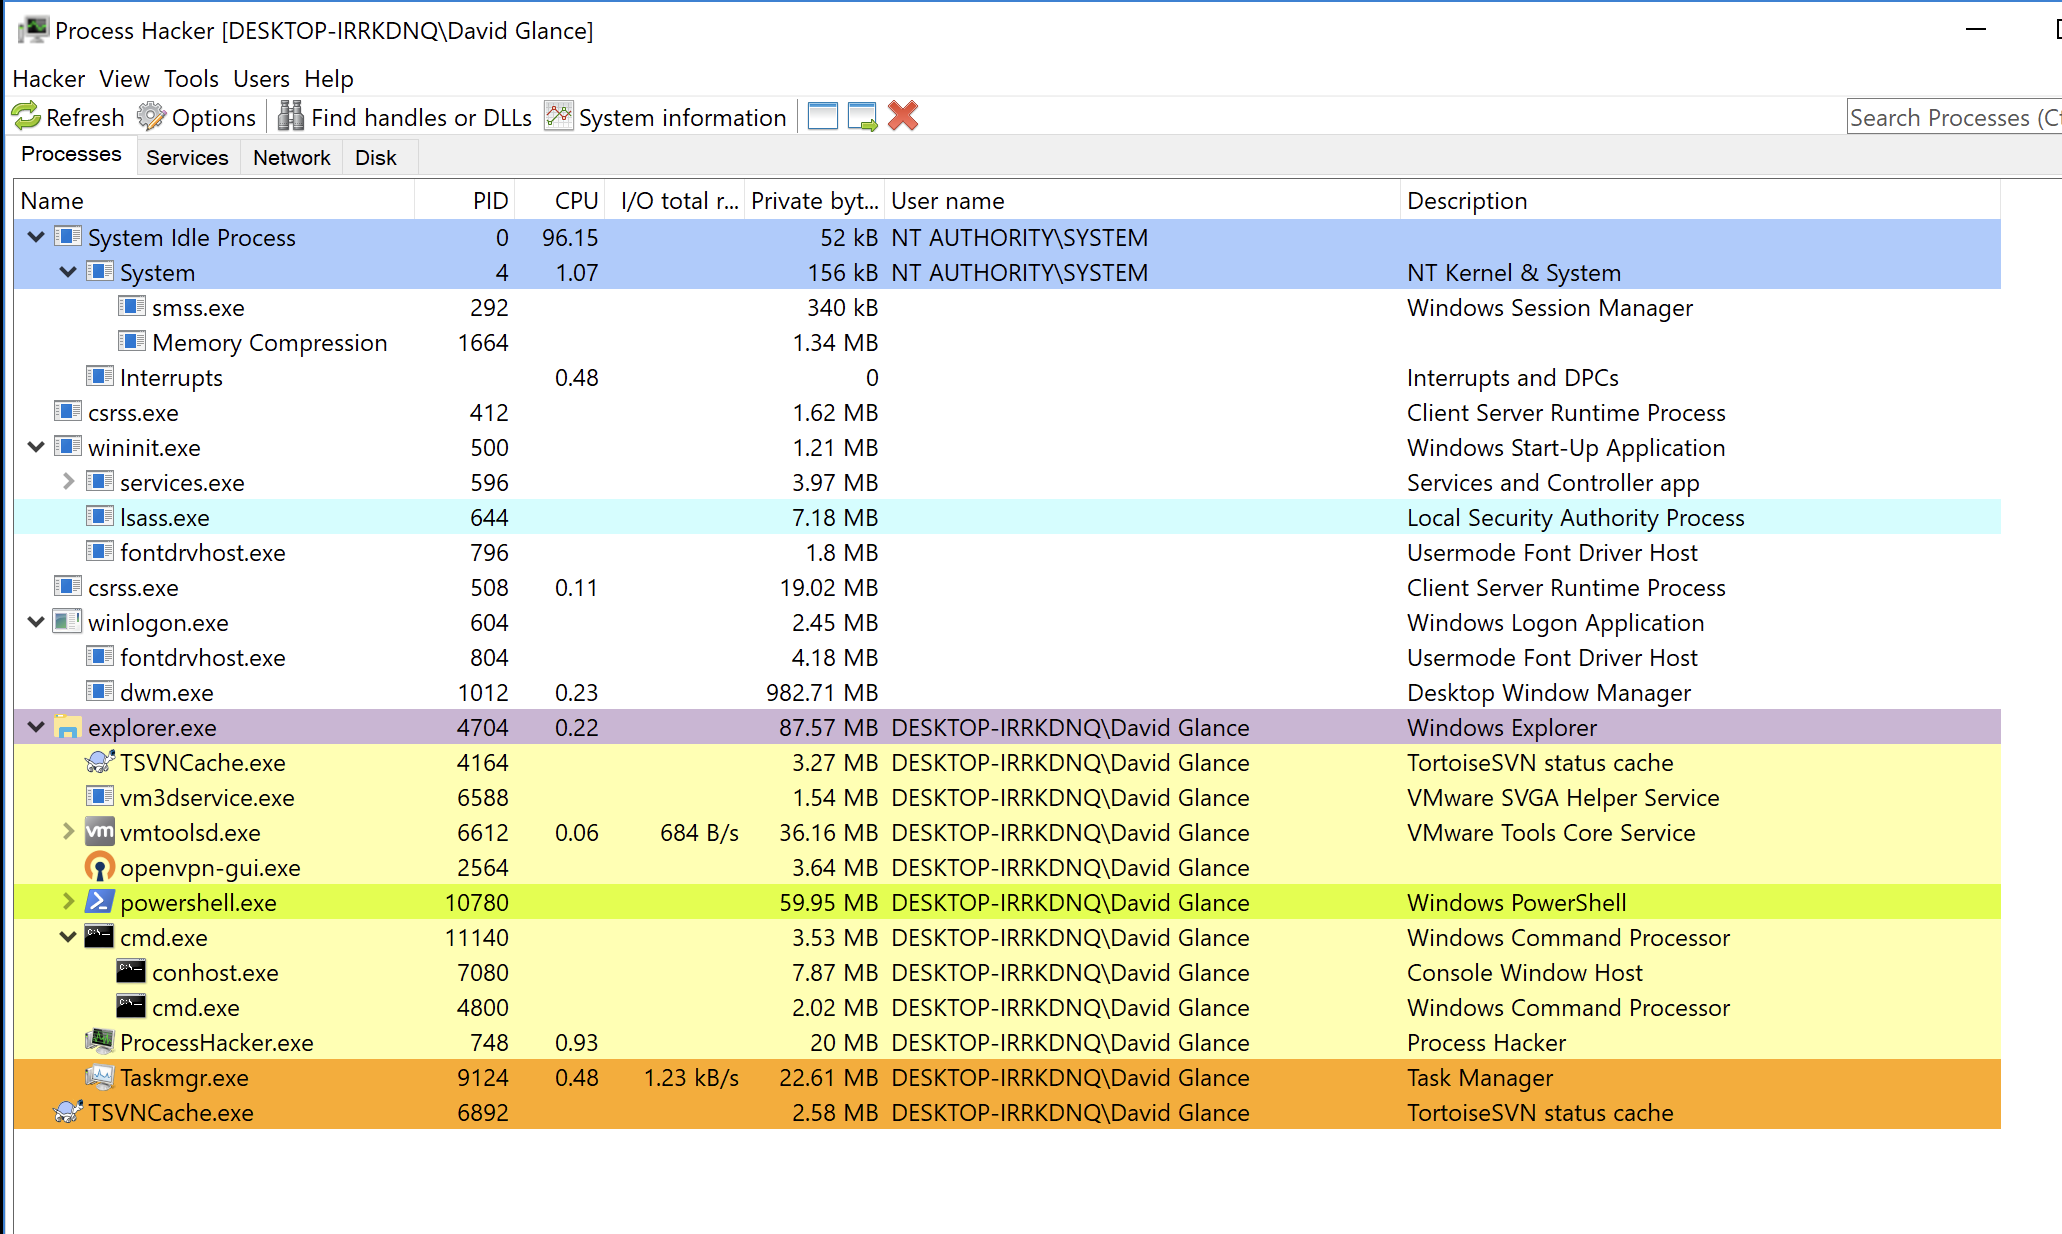 Process Hacker [DESKTOP-IRRKDNQ\David Glance]
Hacker View Tools Users Help
Refresh Options Find handles or DLLs System information Search Processes (Ct
Processes Services Network Disk
Name PID CPU I/O total r... Private byt... User name Description
System Idle Process 0 96.15 52 kB NT AUTHORITY\SYSTEM
System 4 1.07 156 kB NT AUTHORITY\SYSTEM NT Kernel & System
smss.exe 292 340 kB Windows Session Manager
Memory Compression 1664 1.34 MB
Interrupts 0.48 0 Interrupts and DPCs
csrss.exe 412 1.62 MB Client Server Runtime Process
wininit.exe 500 1.21 MB Windows Start-Up Application
services.exe 596 3.97 MB Services and Controller app
lsass.exe 644 7.18 MB Local Security Authority Process
fontdrvhost.exe 796 1.8 MB Usermode Font Driver Host
csrss.exe 508 0.11 19.02 MB Client Server Runtime Process
winlogon.exe 604 2.45 MB Windows Logon Application
fontdrvhost.exe 804 4.18 MB Usermode Font Driver Host
dwm.exe 1012 0.23 982.71 MB Desktop Window Manager
explorer.exe 4704 0.22 87.57 MB DESKTOP-IRRKDNQ\David Glance Windows Explorer
TSVNCache.exe 4164 3.27 MB DESKTOP-IRRKDNQ\David Glance TortoiseSVN status cache
vm3dservice.exe 6588 1.54 MB DESKTOP-IRRKDNQ\David Glance VMware SVGA Helper Service
vm vmtoolsd.exe 6612 0.06 684 B/s 36.16 MB DESKTOP-IRRKDNQ\David Glance VMware Tools Core Service
openvpn-gui.exe 2564 3.64 MB DESKTOP-IRRKDNQ\David Glance
powershell.exe 10780 59.95 MB DESKTOP-IRRKDNQ\David Glance Windows PowerShell
cmd.exe 11140 3.53 MB DESKTOP-IRRKDNQ\David Glance Windows Command Processor
conhost.exe 7080 7.87 MB DESKTOP-IRRKDNQ\David Glance Console Window Host
cmd.exe 4800 2.02 MB DESKTOP-IRRKDNQ\David Glance Windows Command Processor
ProcessHacker.exe 748 0.93 20 MB DESKTOP-IRRKDNQ\David Glance Process Hacker
Taskmgr.exe 9124 0.48 1.23 kB/s 22.61 MB DESKTOP-IRRKDNQ\David Glance Task Manager
TSVNCache.exe 6892 2.58 MB DESKTOP-IRRKDNQ\David Glance TortoiseSVN status cache